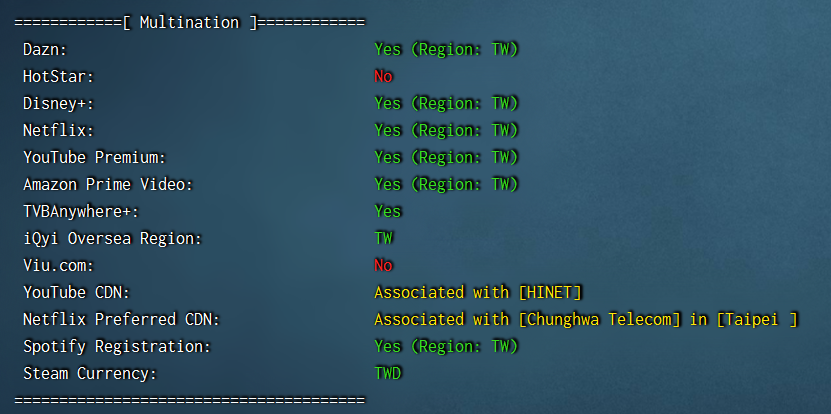 ============[ Multination ]============
Dazn: Yes (Region: TW)
HotStar: No
Disney+: Yes (Region: TW)
Netflix: Yes (Region: TW)
YouTube Premium: Yes (Region: TW)
Amazon Prime Video: Yes (Region: TW)
TVBAnywhere+: Yes
iQyi Oversea Region: TW
Viu.com: No
YouTube CDN: Associated with [HINET]
Netflix Preferred CDN: Associated with [Chunghwa Telecom] in [Taipei ]
Spotify Registration: Yes (Region: TW)
Steam Currency: TWD
=======================================